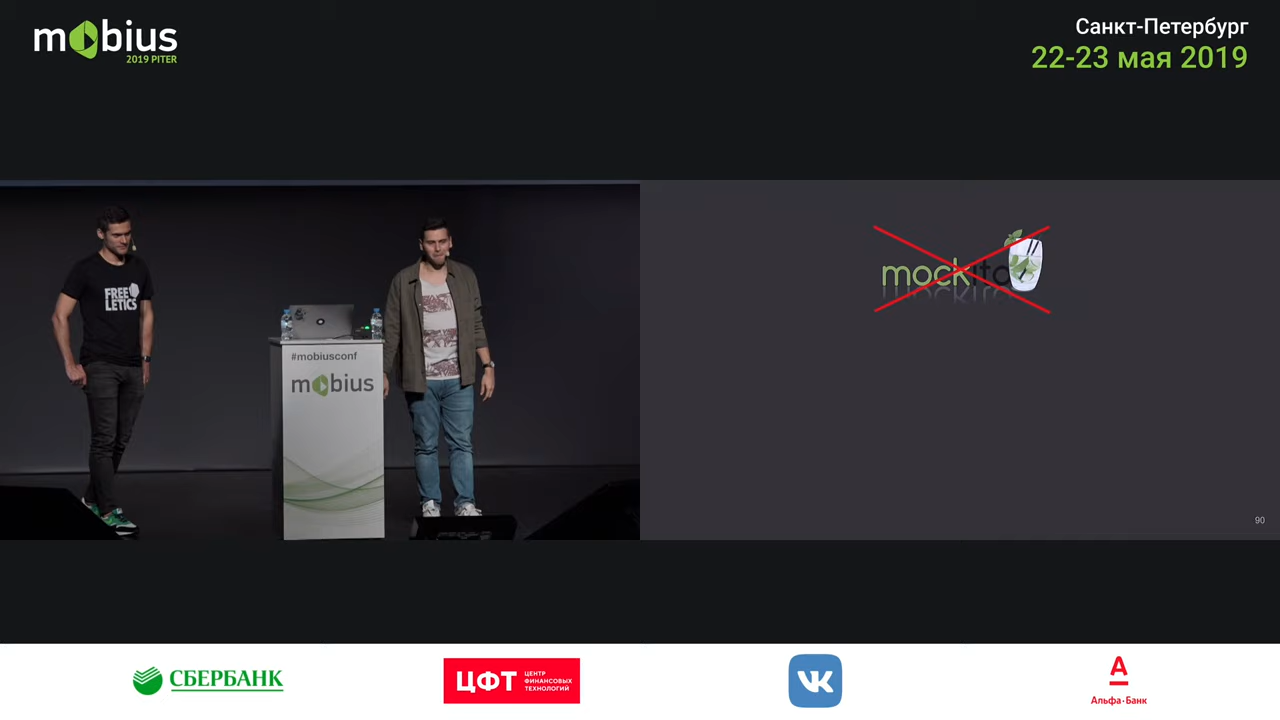 mobius
2019 PITER
Санкт-Петербург
22-23 мая 2019
FREE
LETICS
#mobiusconf
mobius
mockito
90
СБЕРБАНК
ЦФТ
ЦЕНТР
ФИНАНСОВЫХ
ТЕХНОЛОГИЙ
VK
А
Альфа·Банк